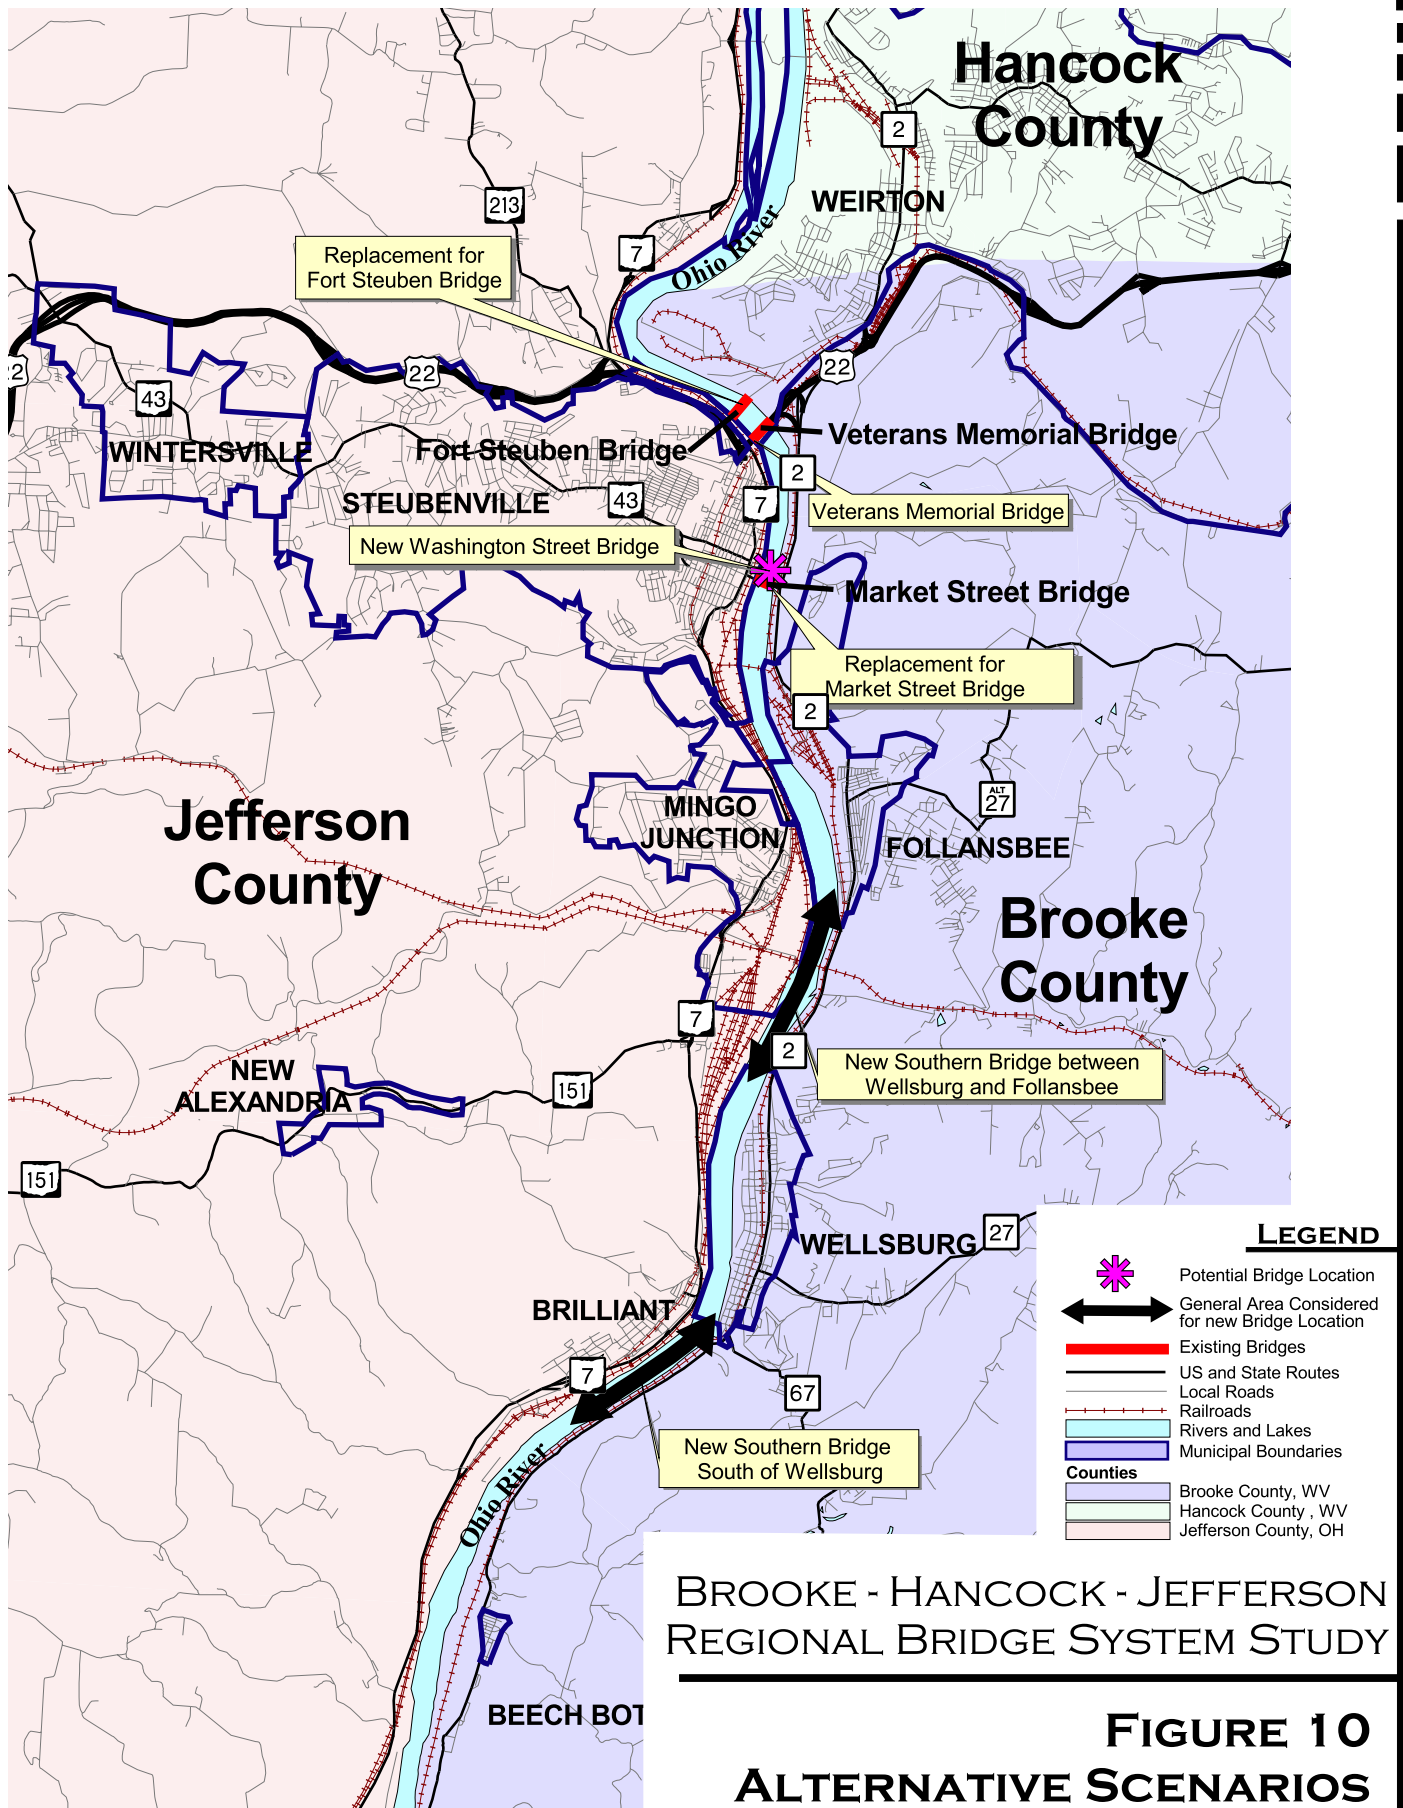 Hancock
County
2
WEIRTON
213
7
Ohio River
Replacement for
Fort Steuben Bridge
22
2
43
22
WINTERSVILLE
Fort Steuben Bridge
Veterans Memorial Bridge
2
STEUBENVILLE
43
7
Veterans Memorial Bridge
New Washington Street Bridge
Market Street Bridge
Replacement for
Market Street Bridge
2
ALT
27
MINGO
JUNCTION
FOLLANSBEE
Jefferson
County
Brooke
County
7
2
New Southern Bridge between
Wellsburg and Follansbee
NEW
ALEXANDRIA
151
151
WELLSBURG
27
BRILLIANT
7
67
New Southern Bridge
South of Wellsburg
Ohio River
BEECH BOT
LEGEND
Potential Bridge Location
General Area Considered
for new Bridge Location
Existing Bridges
US and State Routes
Local Roads
Railroads
Rivers and Lakes
Municipal Boundaries
Counties
Brooke County, WV
Hancock County , WV
Jefferson County, OH
BROOKE - HANCOCK - JEFFERSON
REGIONAL BRIDGE SYSTEM STUDY
FIGURE 10
ALTERNATIVE SCENARIOS